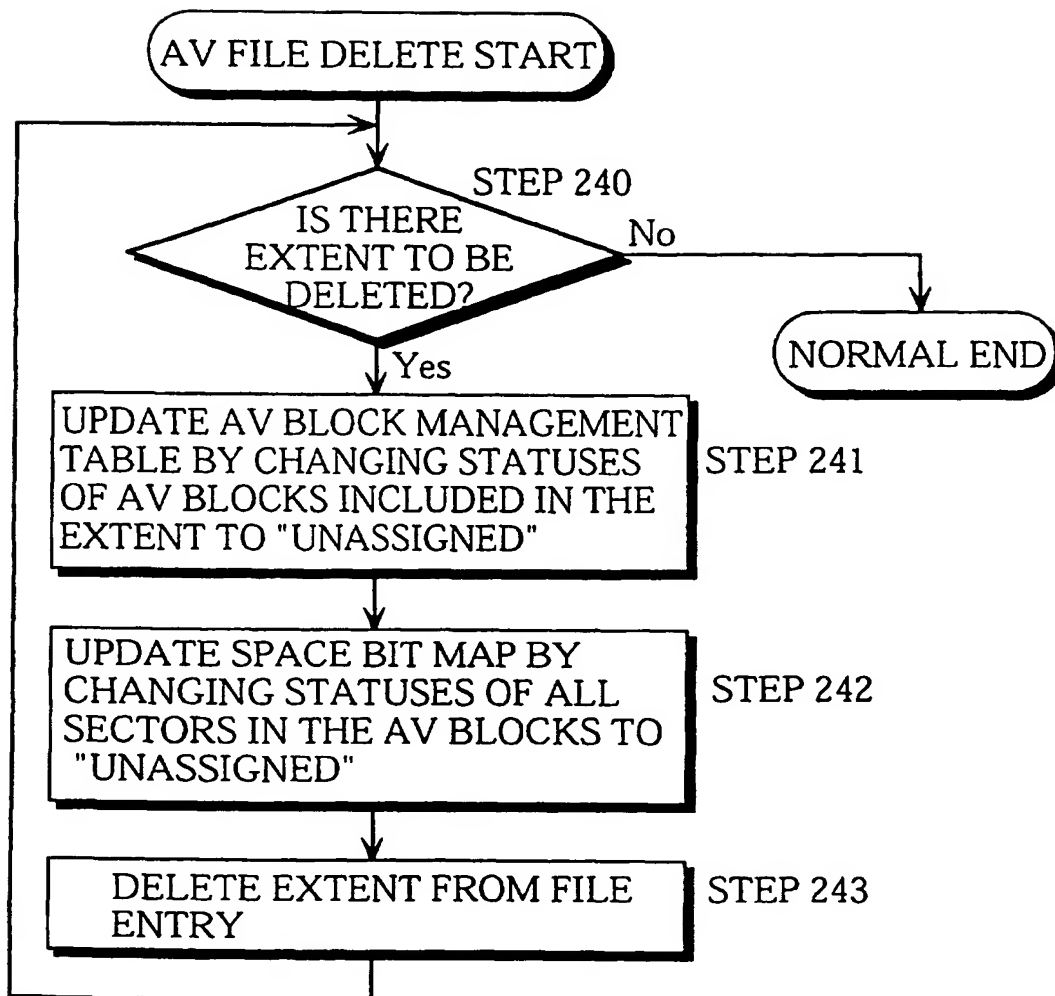 AV FILE DELETE START
STEP 240
IS THERE
EXTENT TO BE
DELETED?
No
NORMAL END
Yes
UPDATE AV BLOCK MANAGEMENT
TABLE BY CHANGING STATUSES
OF AV BLOCKS INCLUDED IN THE
EXTENT TO "UNASSIGNED"
STEP 241
UPDATE SPACE BIT MAP BY
CHANGING STATUSES OF ALL
SECTORS IN THE AV BLOCKS TO
"UNASSIGNED"
STEP 242
DELETE EXTENT FROM FILE
ENTRY
STEP 243